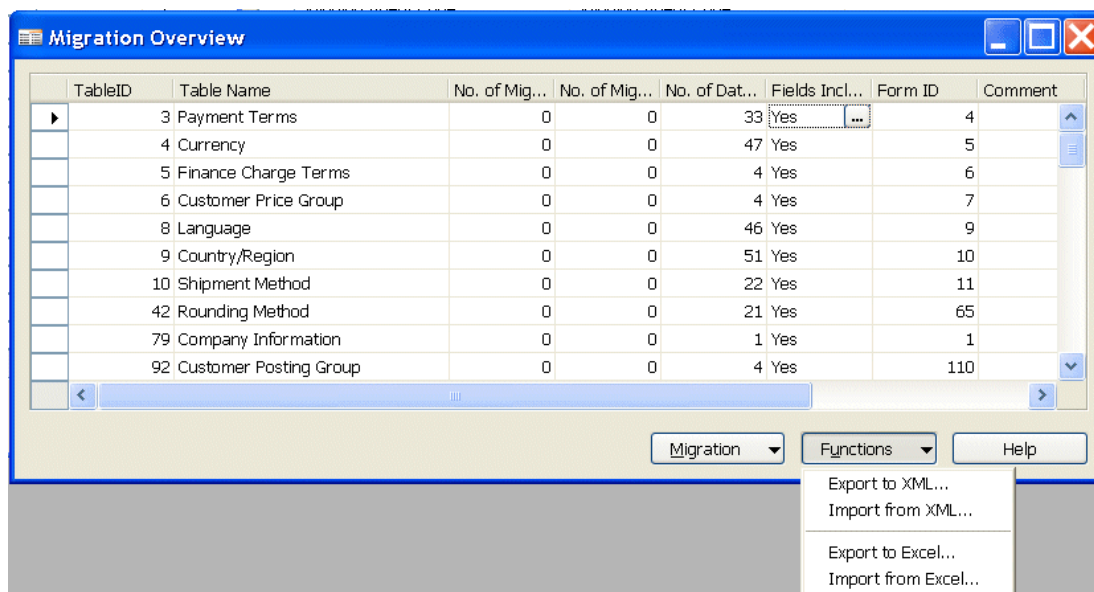 Migration Overview
TableID Table Name No. of Mig... No. of Mig... No. of Dat... Fields Incl... Form ID Comment
3 Payment Terms 0 0 33 Yes ... 4
4 Currency 0 0 47 Yes 5
5 Finance Charge Terms 0 0 4 Yes 6
6 Customer Price Group 0 0 4 Yes 7
8 Language 0 0 46 Yes 9
9 Country/Region 0 0 51 Yes 10
10 Shipment Method 0 0 22 Yes 11
42 Rounding Method 0 0 21 Yes 65
79 Company Information 0 0 1 Yes 1
92 Customer Posting Group 0 0 4 Yes 110
Migration Functions Help
Export to XML...
Import from XML...
Export to Excel...
Import from Excel...